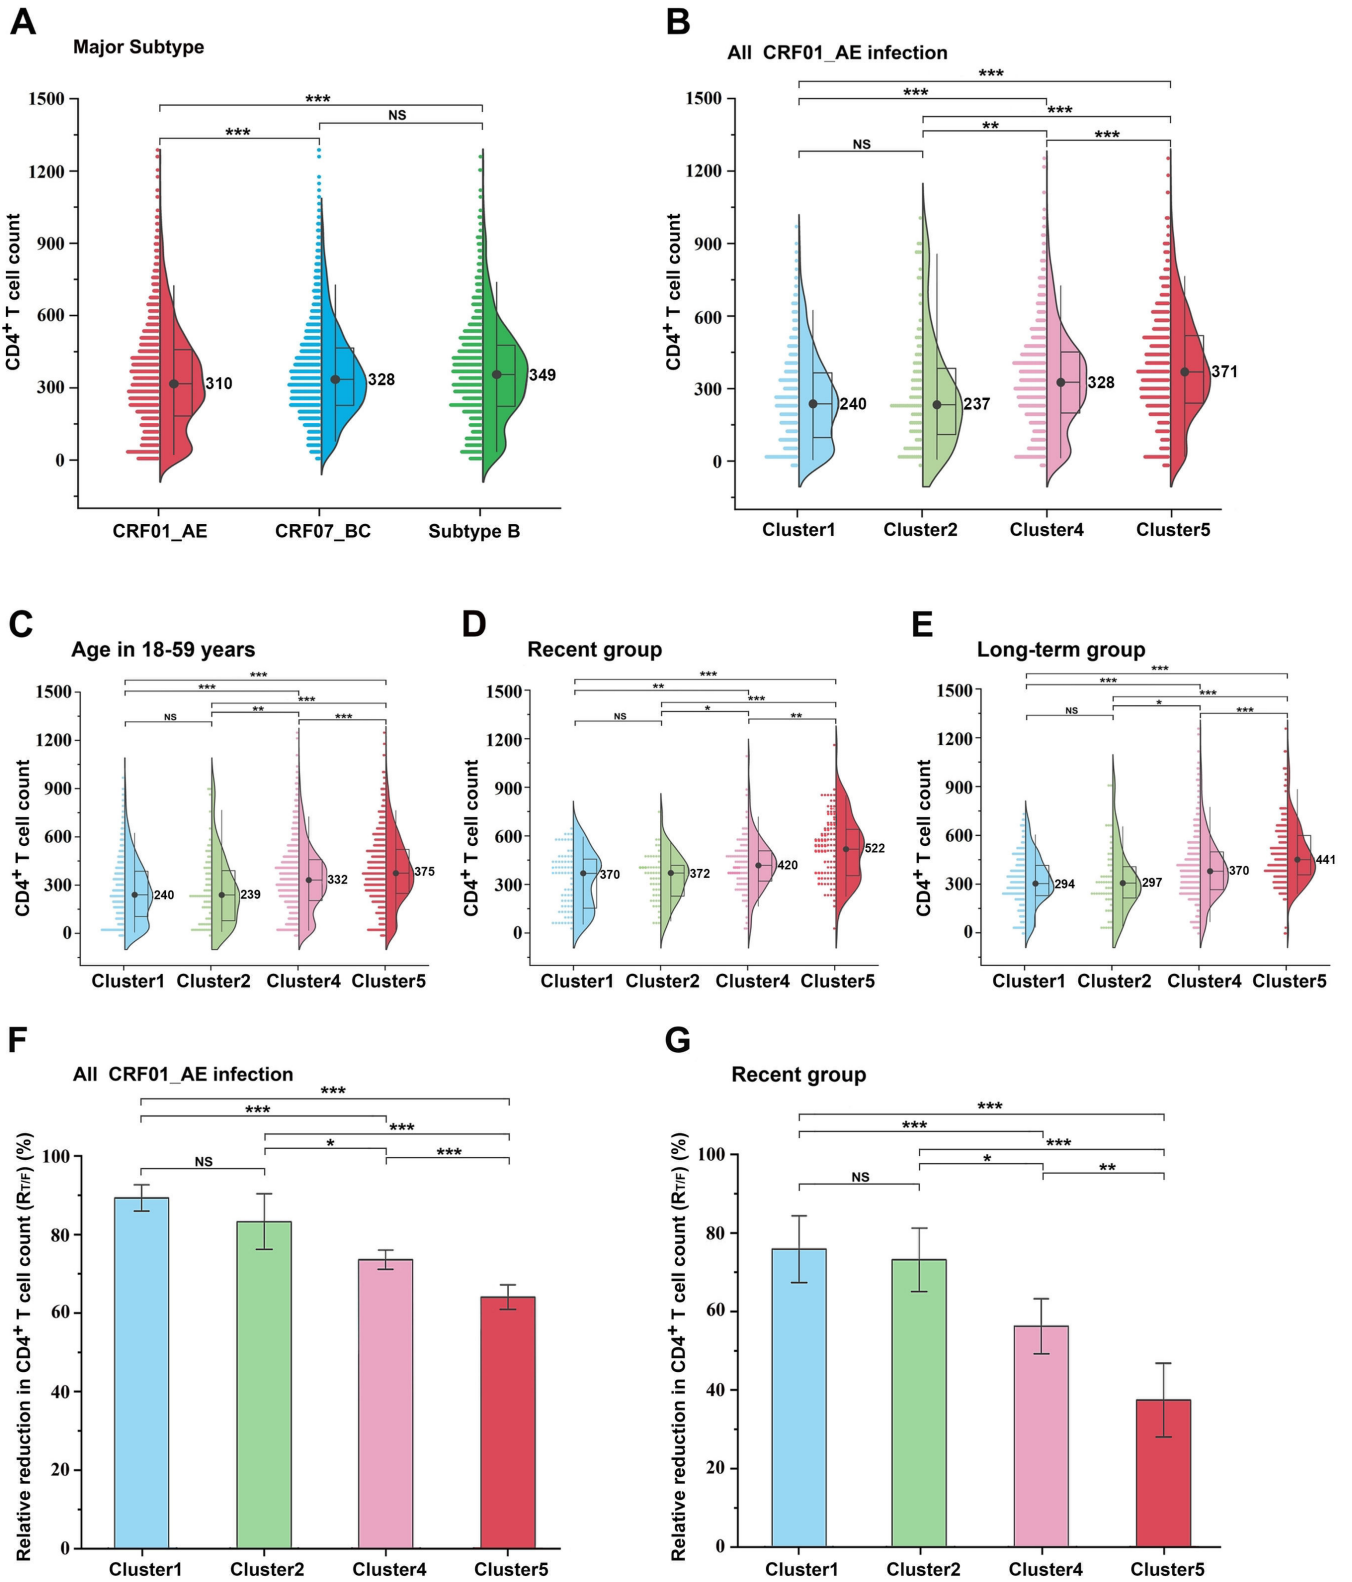 A
Major Subtype
CD4+ T cell count
1500
1200
900
600
300
0
***
NS
***
310
328
349
CRF01_AE
CRF07_BC
Subtype B
B
All CRF01_AE infection
CD4+ T cell count
1500
1200
900
600
300
0
***
***
***
**
***
NS
240
237
328
371
Cluster1
Cluster2
Cluster4
Cluster5
C
Age in 18-59 years
CD4+ T cell count
1500
1200
900
600
300
0
***
***
***
**
NS
***
240
239
332
375
Cluster1
Cluster2
Cluster4
Cluster5
D
Recent group
CD4+ T cell count
1500
1200
900
600
300
0
***
**
***
*
NS
**
370
372
420
522
Cluster1
Cluster2
Cluster4
Cluster5
E
Long-term group
CD4+ T cell count
1500
1200
900
600
300
0
***
***
***
*
NS
***
294
297
370
441
Cluster1
Cluster2
Cluster4
Cluster5
F
All CRF01_AE infection
Relative reduction in CD4+ T cell count (RT/F) (%)
100
80
60
40
20
0
***
***
***
*
***
NS
Cluster1
Cluster2
Cluster4
Cluster5
G
Recent group
Relative reduction in CD4+ T cell count (RT/F) (%)
100
80
60
40
20
0
***
***
***
*
**
NS
Cluster1
Cluster2
Cluster4
Cluster5